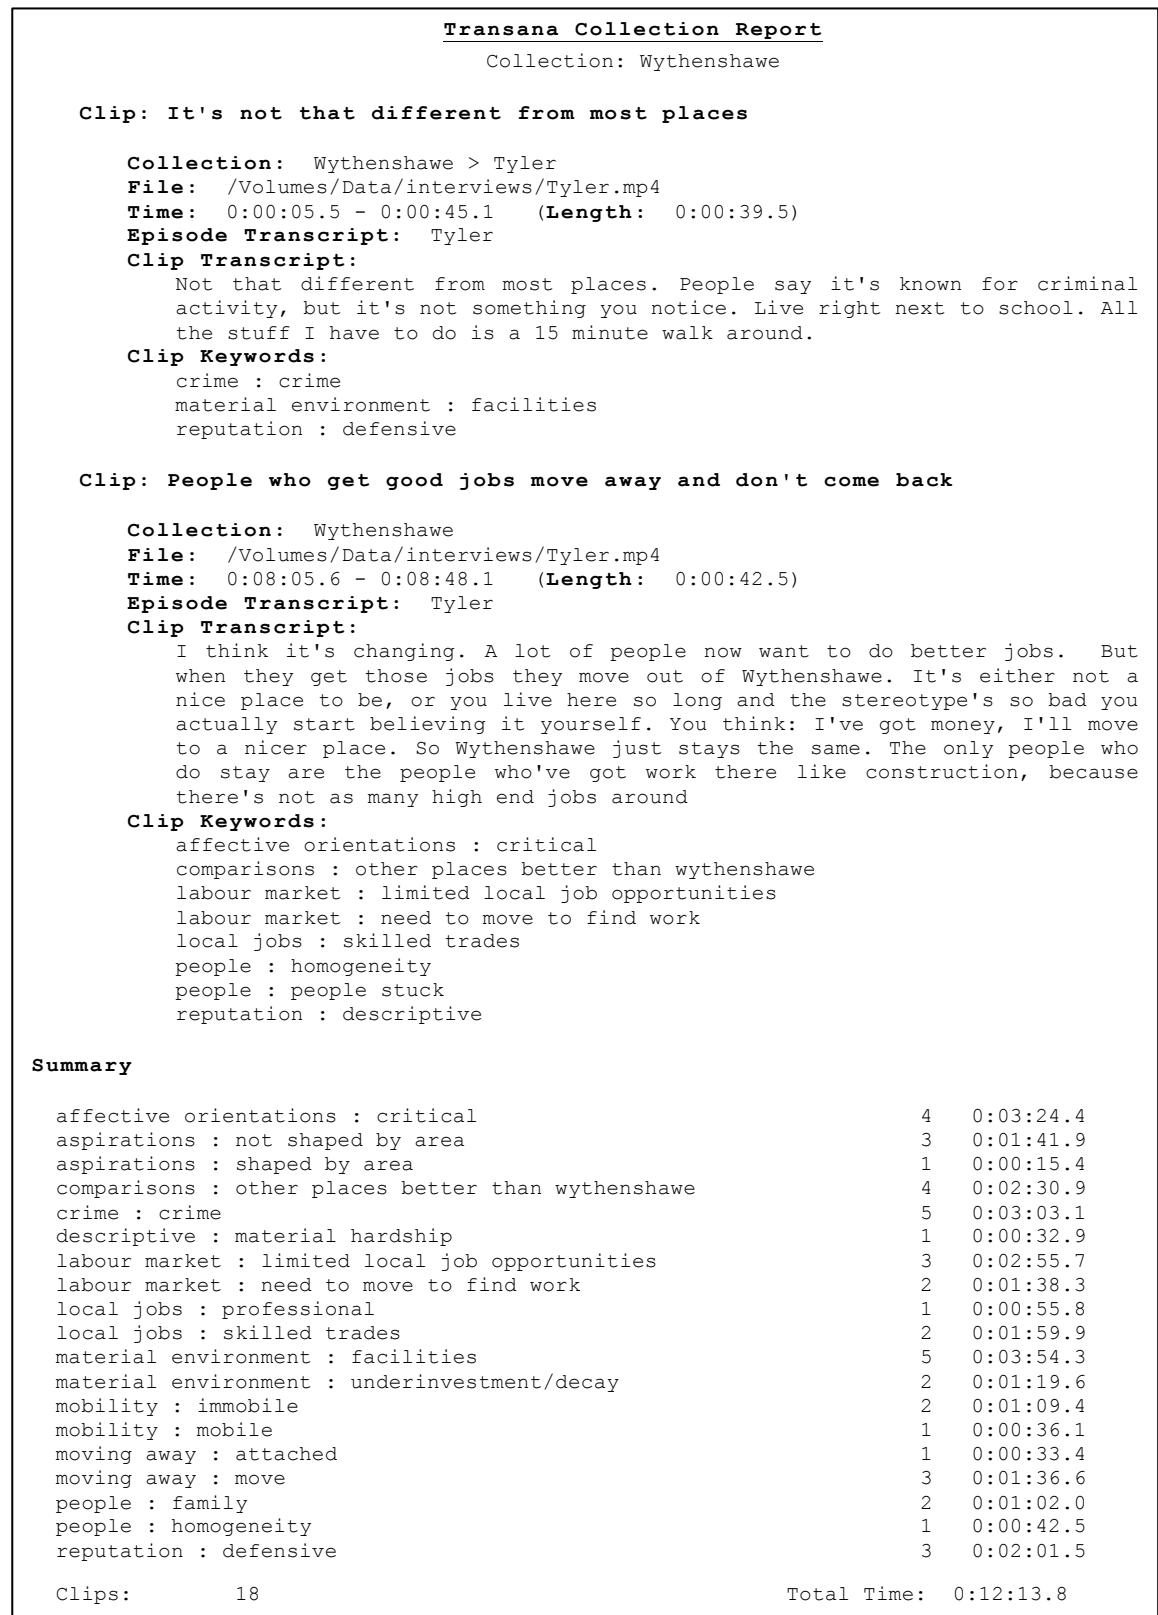 Transana Collection Report
Collection: Wythenshawe
Clip: It's not that different from most places
Collection: Wythenshawe > Tyler
File: /Volumes/Data/interviews/Tyler.mp4
Time: 0:00:05.5 - 0:00:45.1 (Length: 0:00:39.5)
Episode Transcript: Tyler
Clip Transcript:
Not that different from most places. People say it's known for criminal
activity, but it's not something you notice. Live right next to school. All
the stuff I have to do is a 15 minute walk around.
Clip Keywords:
crime : crime
material environment : facilities
reputation : defensive
Clip: People who get good jobs move away and don't come back
Collection: Wythenshawe
File: /Volumes/Data/interviews/Tyler.mp4
Time: 0:08:05.6 - 0:08:48.1 (Length: 0:00:42.5)
Episode Transcript: Tyler
Clip Transcript:
I think it's changing. A lot of people now want to do better jobs. But
when they get those jobs they move out of Wythenshawe. It's either not a
nice place to be, or you live here so long and the stereotype's so bad you
actually start believing it yourself. You think: I've got money, I'll move
to a nicer place. So Wythenshawe just stays the same. The only people who
do stay are the people who've got work there like construction, because
there's not as many high end jobs around
Clip Keywords:
affective orientations : critical
comparisons : other places better than wythenshawe
labour market : limited local job opportunities
labour market : need to move to find work
local jobs : skilled trades
people : homogeneity
people : people stuck
reputation : descriptive
Summary
affective orientations : critical 4 0:03:24.4
aspirations : not shaped by area 3 0:01:41.9
aspirations : shaped by area 1 0:00:15.4
comparisons : other places better than wythenshawe 4 0:02:30.9
crime : crime 5 0:03:03.1
descriptive : material hardship 1 0:00:32.9
labour market : limited local job opportunities 3 0:02:55.7
labour market : need to move to find work 2 0:01:38.3
local jobs : professional 1 0:00:55.8
local jobs : skilled trades 2 0:01:59.9
material environment : facilities 5 0:03:54.3
material environment : underinvestment/decay 2 0:01:19.6
mobility : immobile 2 0:01:09.4
mobility : mobile 1 0:00:36.1
moving away : attached 1 0:00:33.4
moving away : move 3 0:01:36.6
people : family 2 0:01:02.0
people : homogeneity 1 0:00:42.5
reputation : defensive 3 0:02:01.5
Clips: 18 Total Time: 0:12:13.8